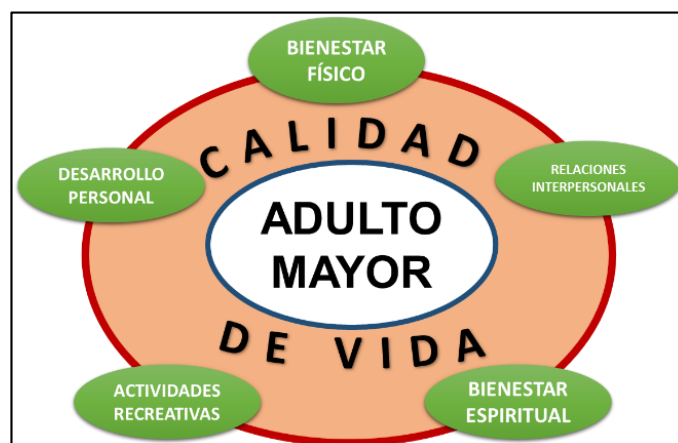 BIENESTAR
FÍSICO
CALIDAD
DESARROLLO
PERSONAL
RELACIONES
INTERPERSONALES
ADULTO
MAYOR
DE VIDA
ACTIVIDADES
RECREATIVAS
BIENESTAR
ESPIRITUAL